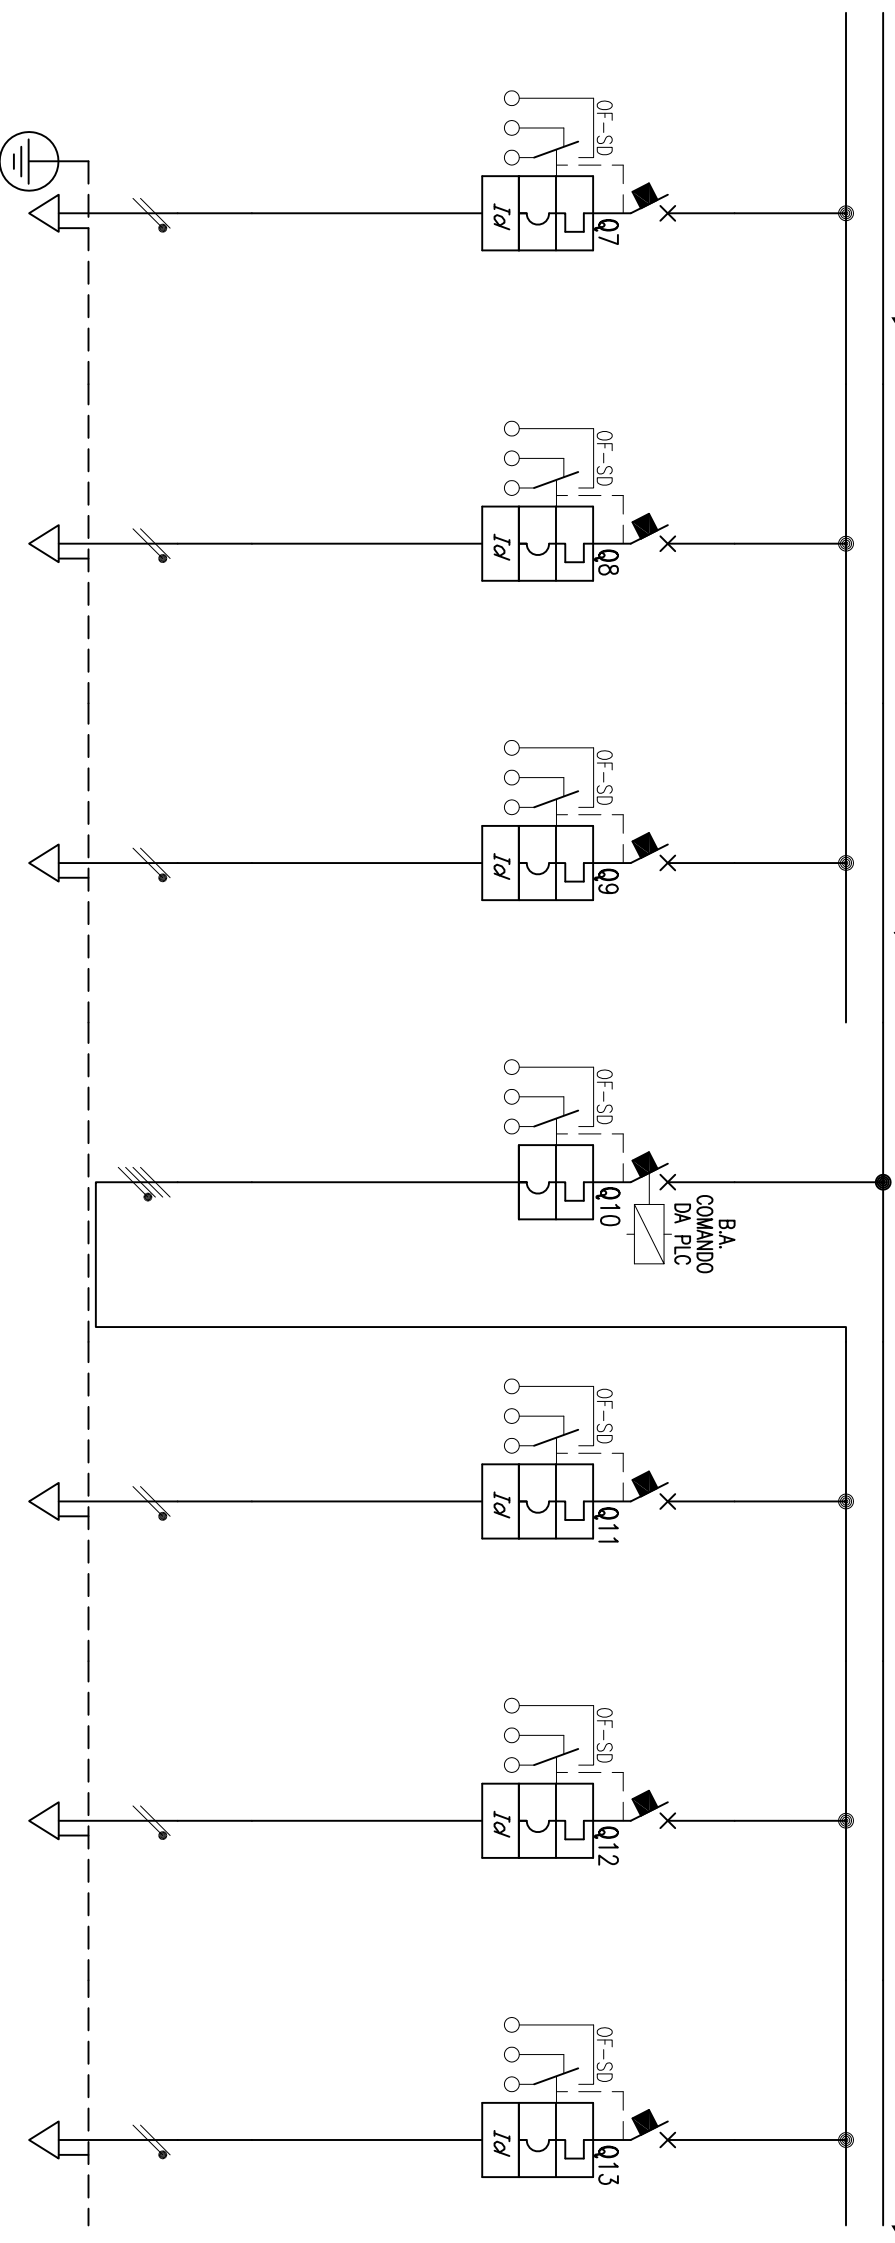 OF-SD
Q7
Id
OF-SD
Q8
Id
OF-SD
Q9
Id
OF-SD
Q10
B.A.
COMANDO
DA PLC
OF-SD
Q11
Id
OF-SD
Q12
Id
OF-SD
Q13
Id